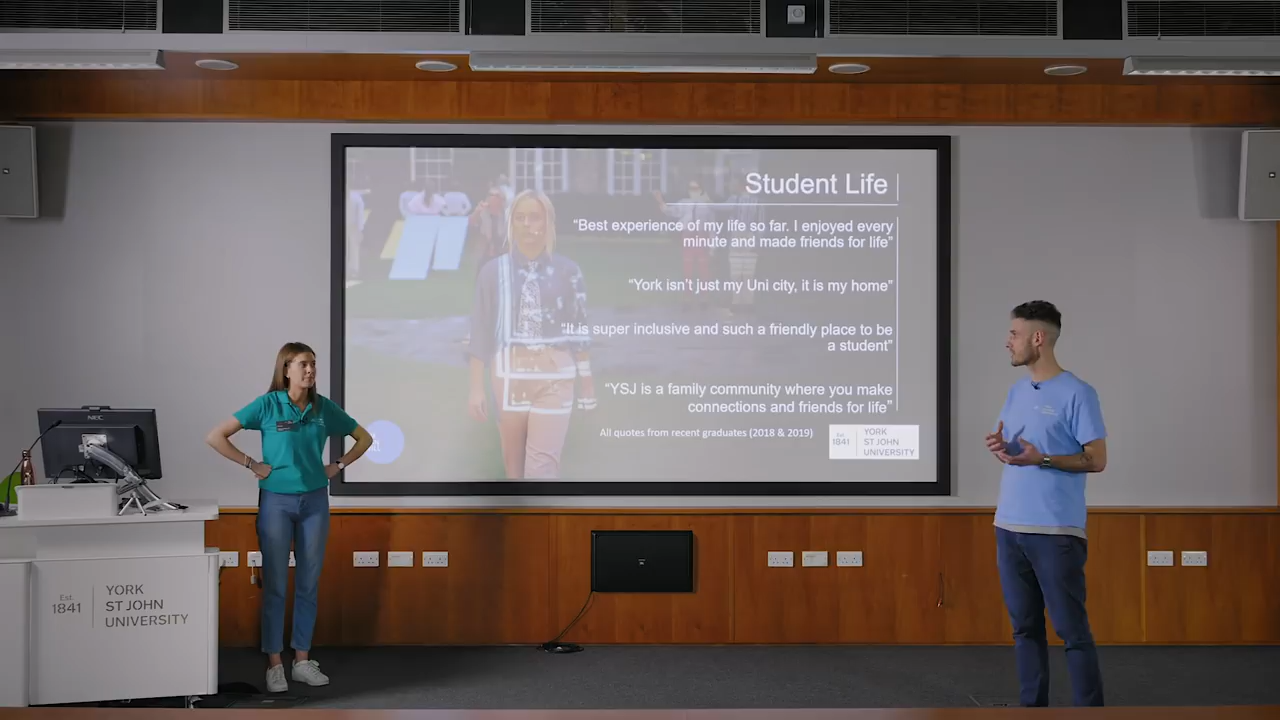 Student Life
“Best experience of my life so far. I enjoyed every
minute and made friends for life”
“York isn’t just my Uni city, it is my home”
“It is super inclusive and such a friendly place to be
a student”
“YSJ is a family community where you make
connections and friends for life”
All quotes from recent graduates (2018 & 2019)
Est.
1841
YORK
ST JOHN
UNIVERSITY
NEC
Est.
1841
YORK
ST JOHN
UNIVERSITY